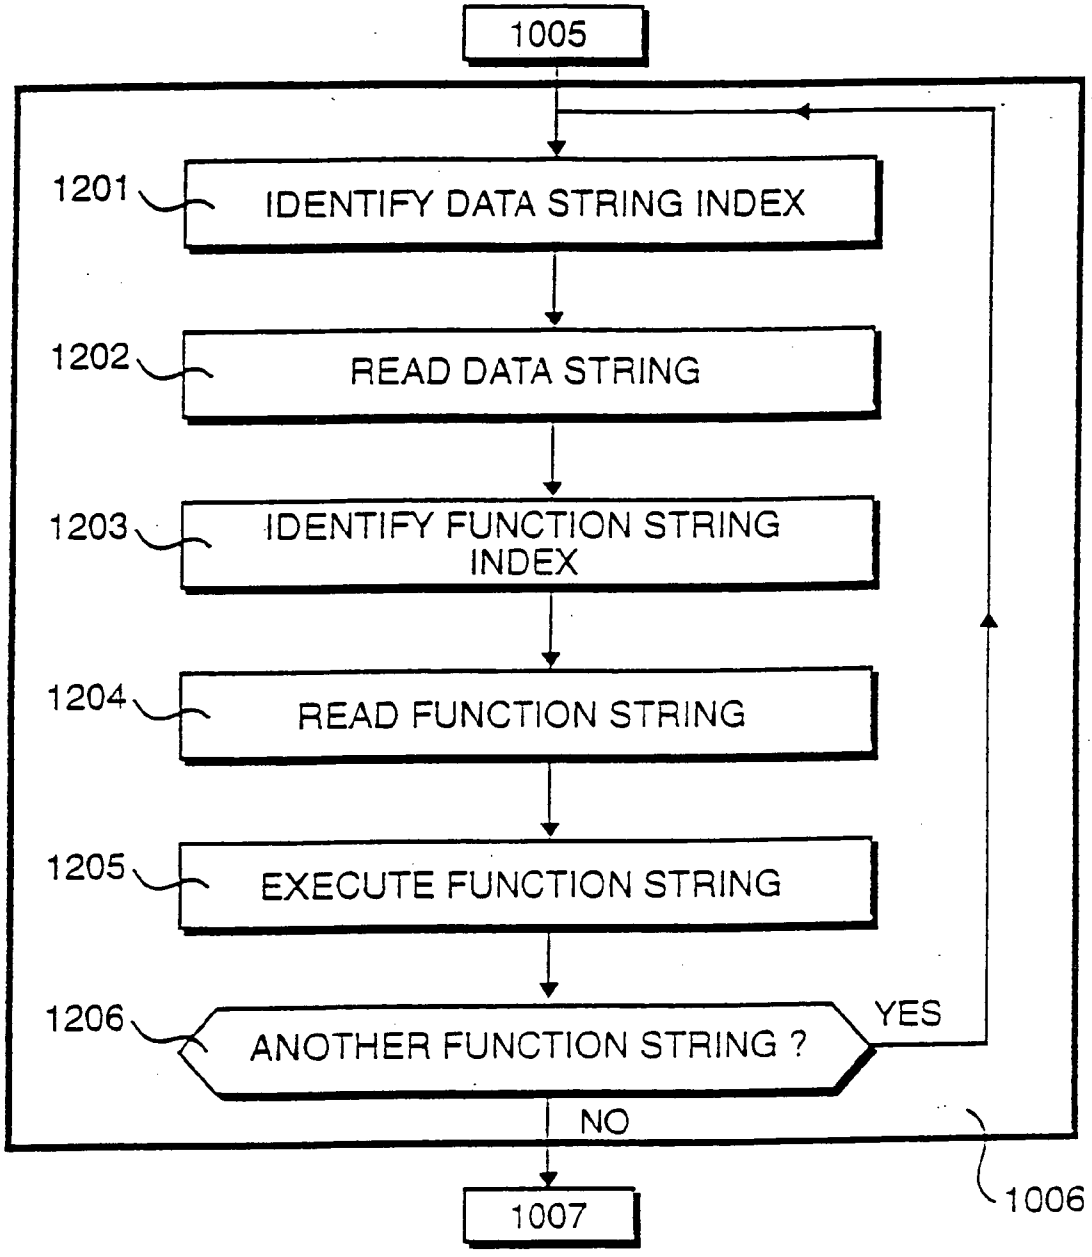 1005
1201
IDENTIFY DATA STRING INDEX
1202
READ DATA STRING
1203
IDENTIFY FUNCTION STRING
INDEX
1204
READ FUNCTION STRING
1205
EXECUTE FUNCTION STRING
1206
ANOTHER FUNCTION STRING ?
YES
NO
1006
1007